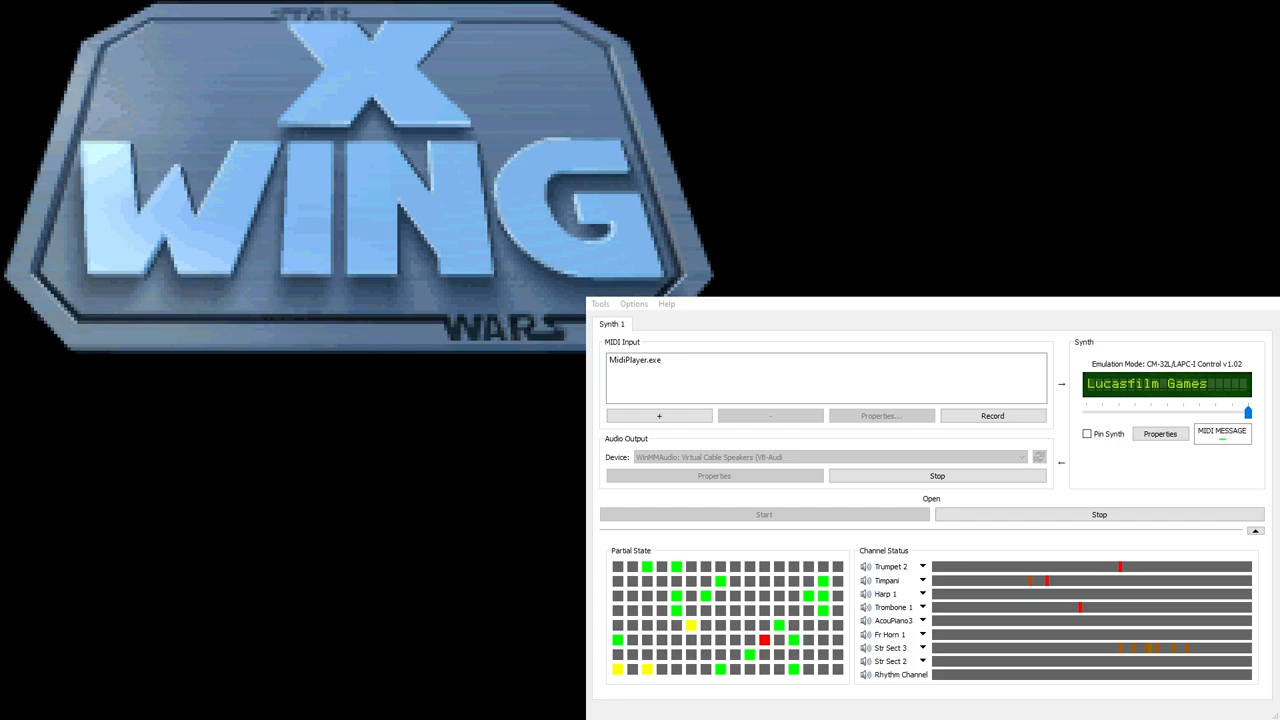 STAR
X
WING
WARS
Tools Options Help
Synth 1
MIDI Input
MidiPlayer.exe
+ - Properties... Record
Audio Output
Device: WinMMAudio: Virtual Cable Speakers (VB-Audi
Properties Stop
Synth
Emulation Mode: CM-32L/LAPC-I Control v1.02
Lucasfilm Games
Pin Synth Properties MIDI MESSAGE
Open
Start Stop
Partial State
Channel Status
Trumpet 2
Timpani
Harp 1
Trombone 1
AcouPiano3
Fr Horn 1
Str Sect 3
Str Sect 2
Rhythm Channel